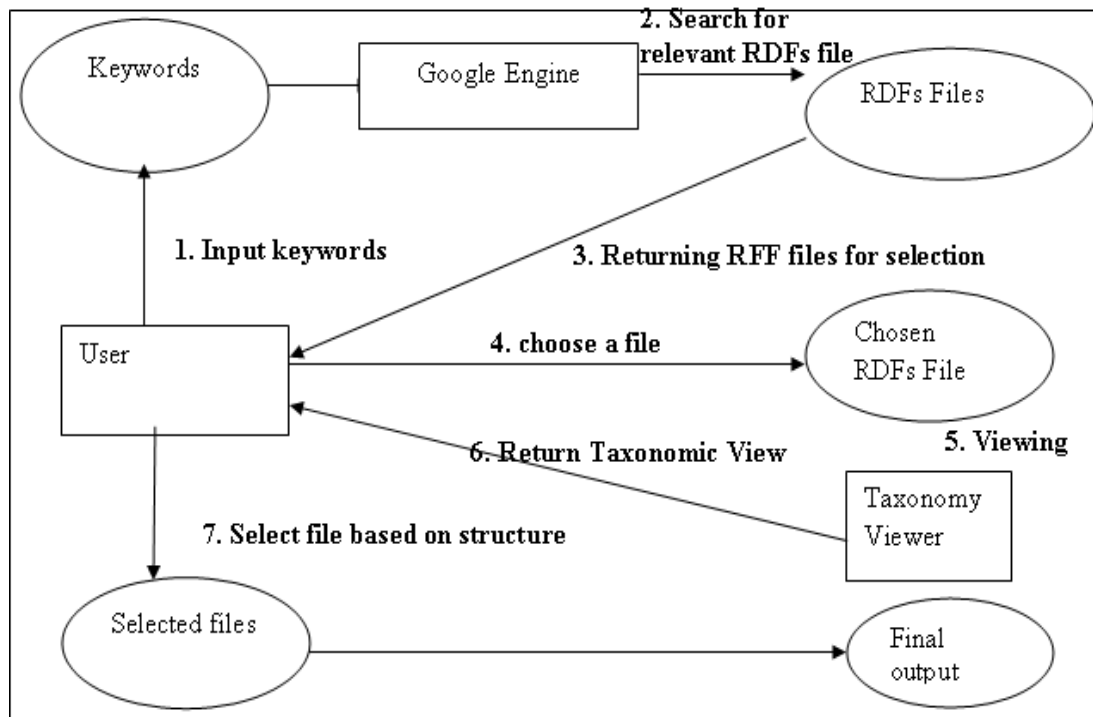 2. Search for
relevant RDFs file
Keywords
Google Engine
RDFs Files
1. Input keywords
3. Returning RFF files for selection
User
4. choose a file
Chosen
RDFs File
5. Viewing
6. Return Taxonomic View
Taxonomy
Viewer
7. Select file based on structure
Selected files
Final
output